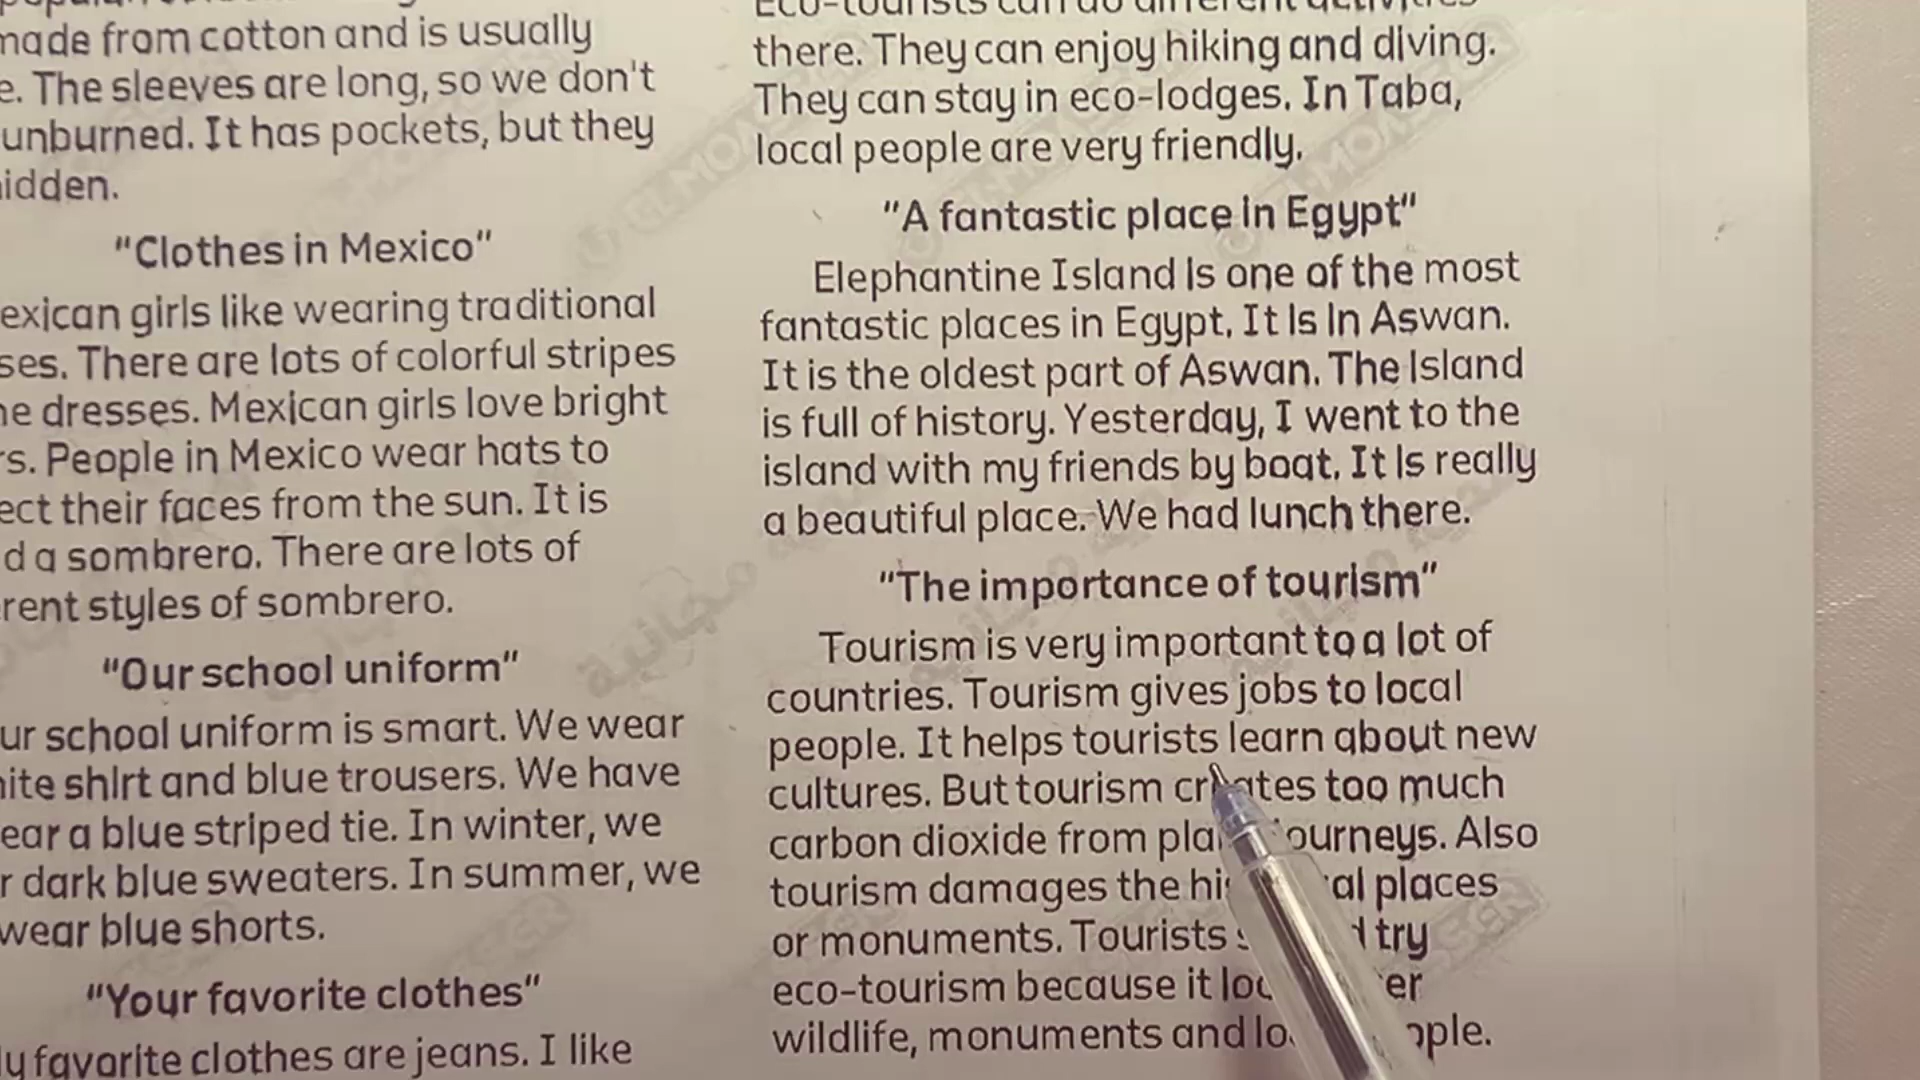 made from cotton and is usually
e. The sleeves are long, so we don't
unburned. It has pockets, but they
idden.
"Clothes in Mexico"
exican girls like wearing traditional
ses. There are lots of colorful stripes
he dresses. Mexican girls love bright
rs. People in Mexico wear hats to
ect their faces from the sun. It is
d a sombrero. There are lots of
rent styles of sombrero.
"Our school uniform"
ur school uniform is smart. We wear
hite shirt and blue trousers. We have
ear a blue striped tie. In winter, we
r dark blue sweaters. In summer, we
wear blue shorts.
"Your favorite clothes"
ly favorite clothes are jeans. I like
Eco-tourists can do different activities
there. They can enjoy hiking and diving.
They can stay in eco-lodges. In Taba,
local people are very friendly.
"A fantastic place in Egypt"
Elephantine Island is one of the most
fantastic places in Egypt. It is in Aswan.
It is the oldest part of Aswan. The Island
is full of history. Yesterday, I went to the
island with my friends by boat. It is really
a beautiful place. We had lunch there.
"The importance of tourism"
Tourism is very important to a lot of
countries. Tourism gives jobs to local
people. It helps tourists learn about new
cultures. But tourism creates too much
carbon dioxide from journeys. Also
tourism damages the places
or monuments. Tourists try
eco-tourism because it
wildlife, monuments and